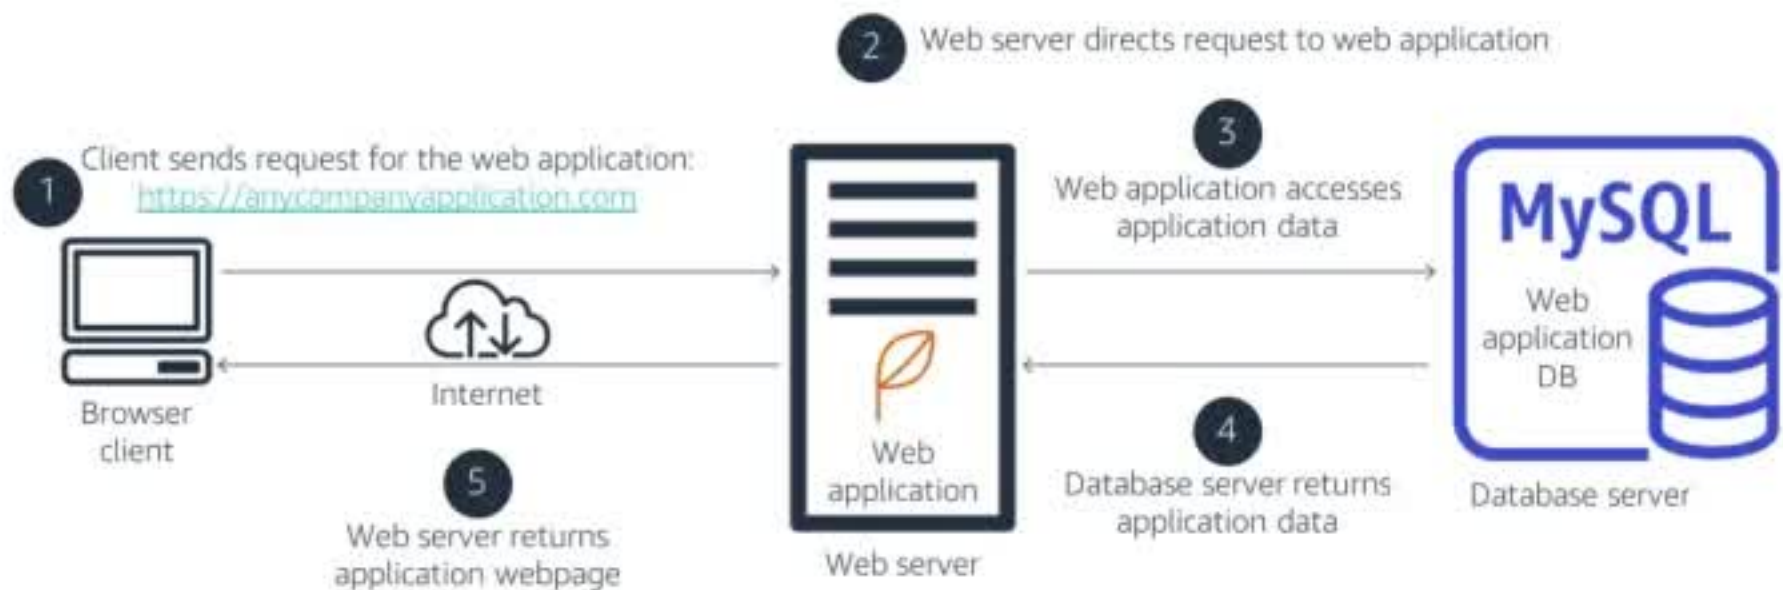 2
Web server directs request to web application
1
Client sends request for the web application:
https://anycompanyapplication.com
3
Web application accesses
application data
MySQL
Web
application
DB
Internet
Browser
client
Web
application
4
Database server returns
application data
Database server
5
Web server returns
application webpage
Web server